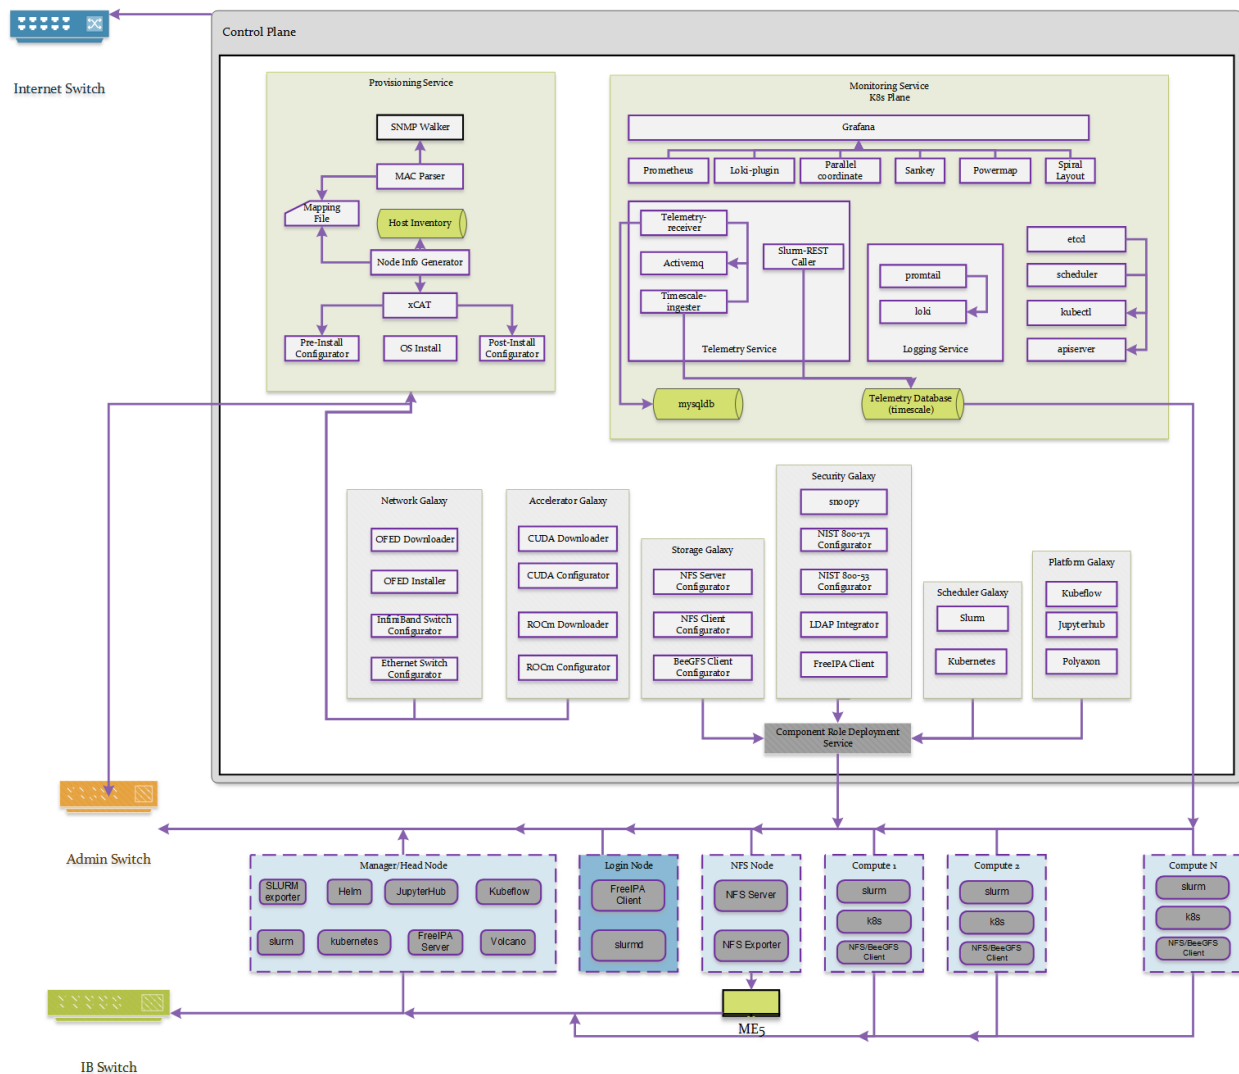 Control Plane
Internet Switch
Provisioning Service
SNMP Walker
MAC Parser
Mapping
File
Host Inventory
Node Info Generator
xCAT
Pre-Install
Configurator
OS Install
Post-Install
Configurator
Monitoring Service
K8s Plane
Grafana
Prometheus
Loki-plugin
Parallel
coordinate
Sankey
Powermap
Spiral
Layout
Telemetry-
receiver
Activemq
Timescale-
ingester
Slurm-REST
Caller
Telemetry Service
promtail
loki
Logging Service
etcd
scheduler
kubectl
apiserver
mysqldb
Telemetry Database
(timescale)
Network Galaxy
OFED Downloader
OFED Installer
InfiniBand Switch
Configurator
Ethernet Switch
Configurator
Accelerator Galaxy
CUDA Downloader
CUDA Configurator
ROCm Downloader
ROCm Configurator
Storage Galaxy
NFS Server
Configurator
NFS Client
Configurator
BeeGFS Client
Configurator
Security Galaxy
snoopy
NIST 800-171
Configurator
NIST 800-53
Configurator
LDAP Integrator
FreeIPA Client
Scheduler Galaxy
Slurm
Kubernetes
Platform Galaxy
Kubeflow
Jupyterhub
Polyaxon
Component Role Deployment
Service
Admin Switch
Manager/Head Node
SLURM
exporter
Helm
JupyterHub
Kubeflow
slurm
kubernetes
FreeIPA
Server
Volcano
Login Node
FreeIPA
Client
slurmd
NFS Node
NFS Server
NFS Exporter
Compute 1
slurm
k8s
NFS/BeeGFS
Client
Compute 2
slurm
k8s
NFS/BeeGFS
Client
Compute N
slurm
k8s
NFS/BeeGFS
Client
ME5
IB Switch